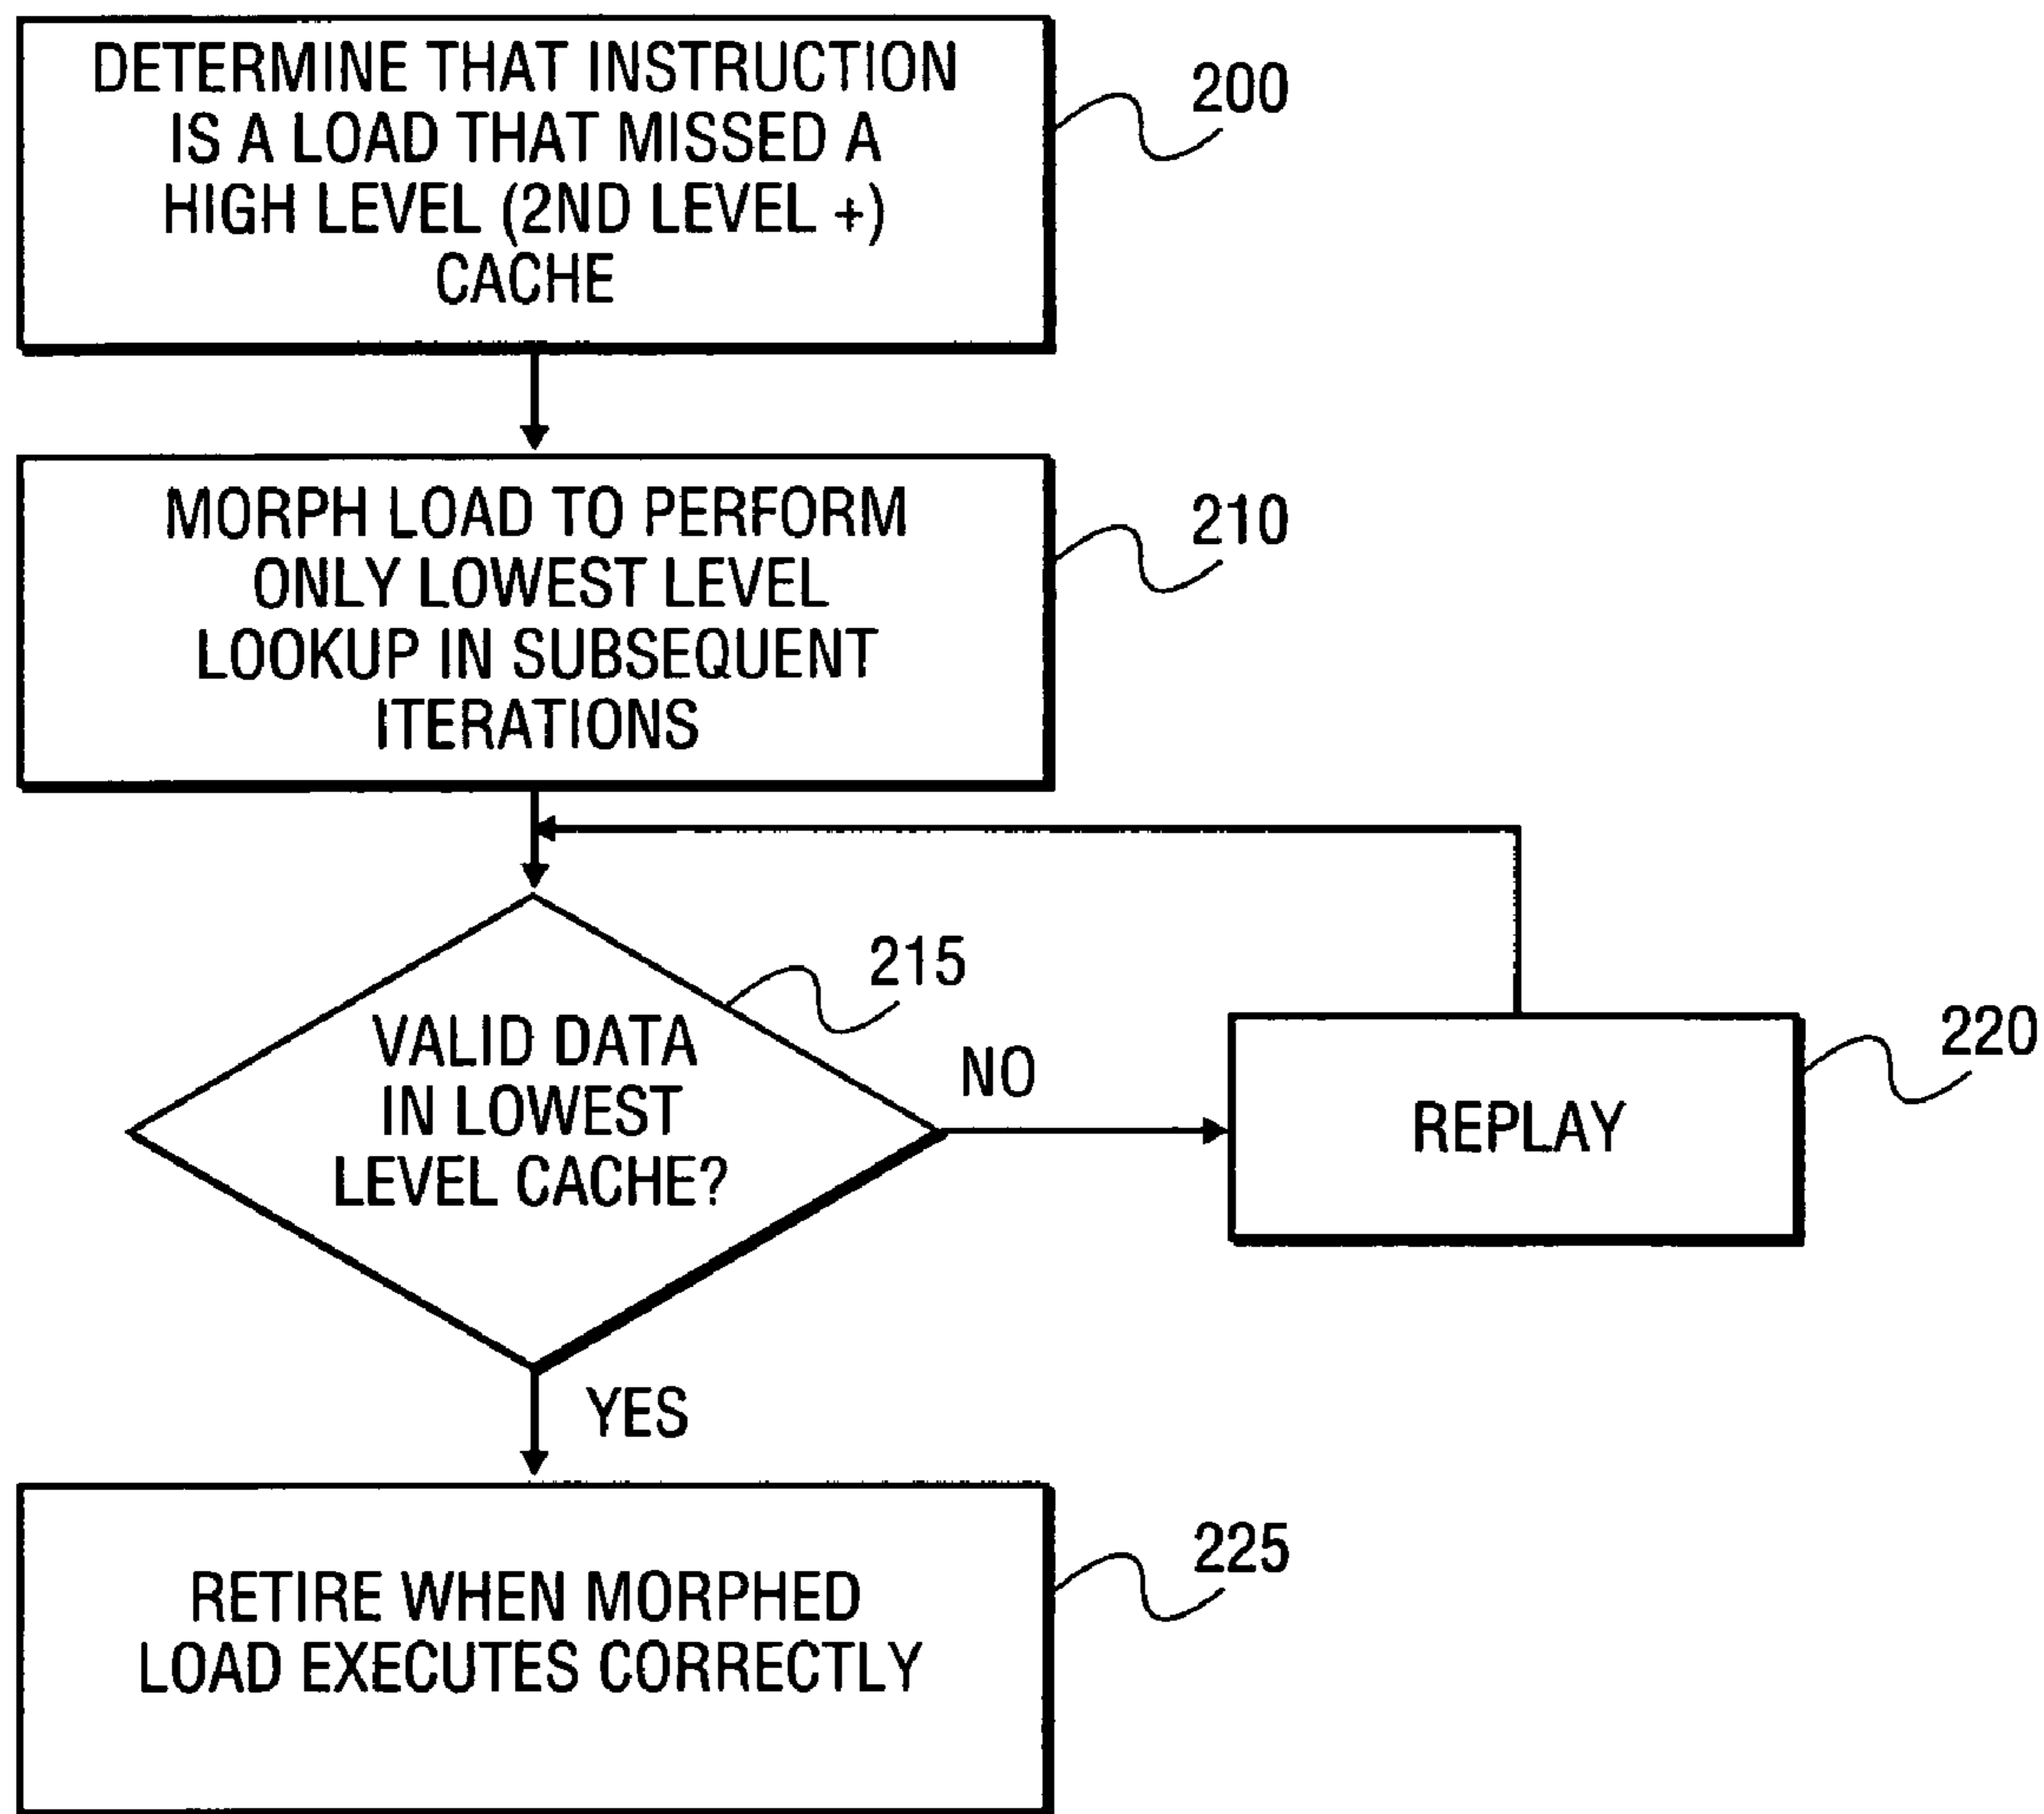 DETERMINE THAT INSTRUCTION
IS A LOAD THAT MISSED A
HIGH LEVEL (2ND LEVEL +)
CACHE
200
MORPH LOAD TO PERFORM
ONLY LOWEST LEVEL
LOOKUP IN SUBSEQUENT
ITERATIONS
210
VALID DATA
IN LOWEST
LEVEL CACHE?
215
NO
REPLAY
220
YES
RETIRE WHEN MORPHED
LOAD EXECUTES CORRECTLY
225